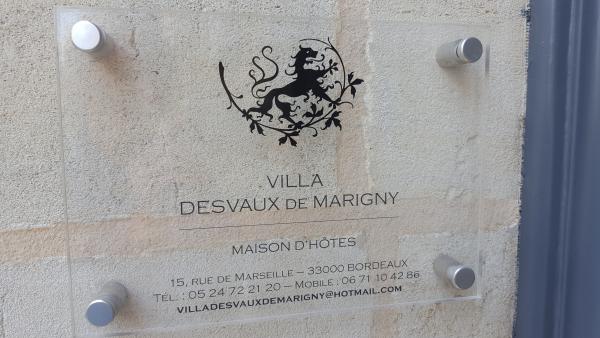 VILLA
DESVAUX DE MARIGNY
MAISON D'HÔTES
15, RUE DE MARSEILLE – 33000 BORDEAUX
TÉL. : 05 24 72 21 20 – MOBILE : 06 71 10 42 86
VILLADESVAUXDEMARIGNY@HOTMAIL.COM